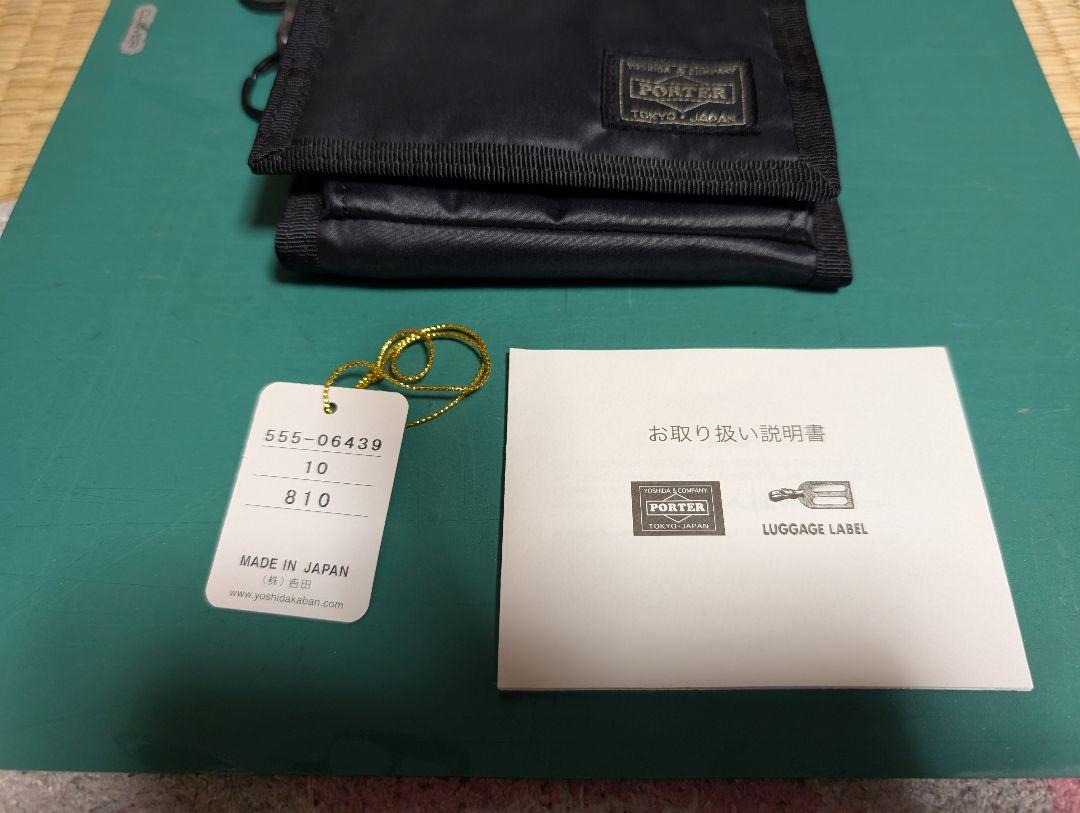 CLEVER
YOSHIDA & COMPANY
PORTER
TOKYO・JAPAN
555-06439
10
810
MADE IN JAPAN
(株)吉田
www.yoshidakaban.com
お取り扱い説明書
YOSHIDA & COMPANY
PORTER
TOKYO・JAPAN
LUGGAGE LABEL